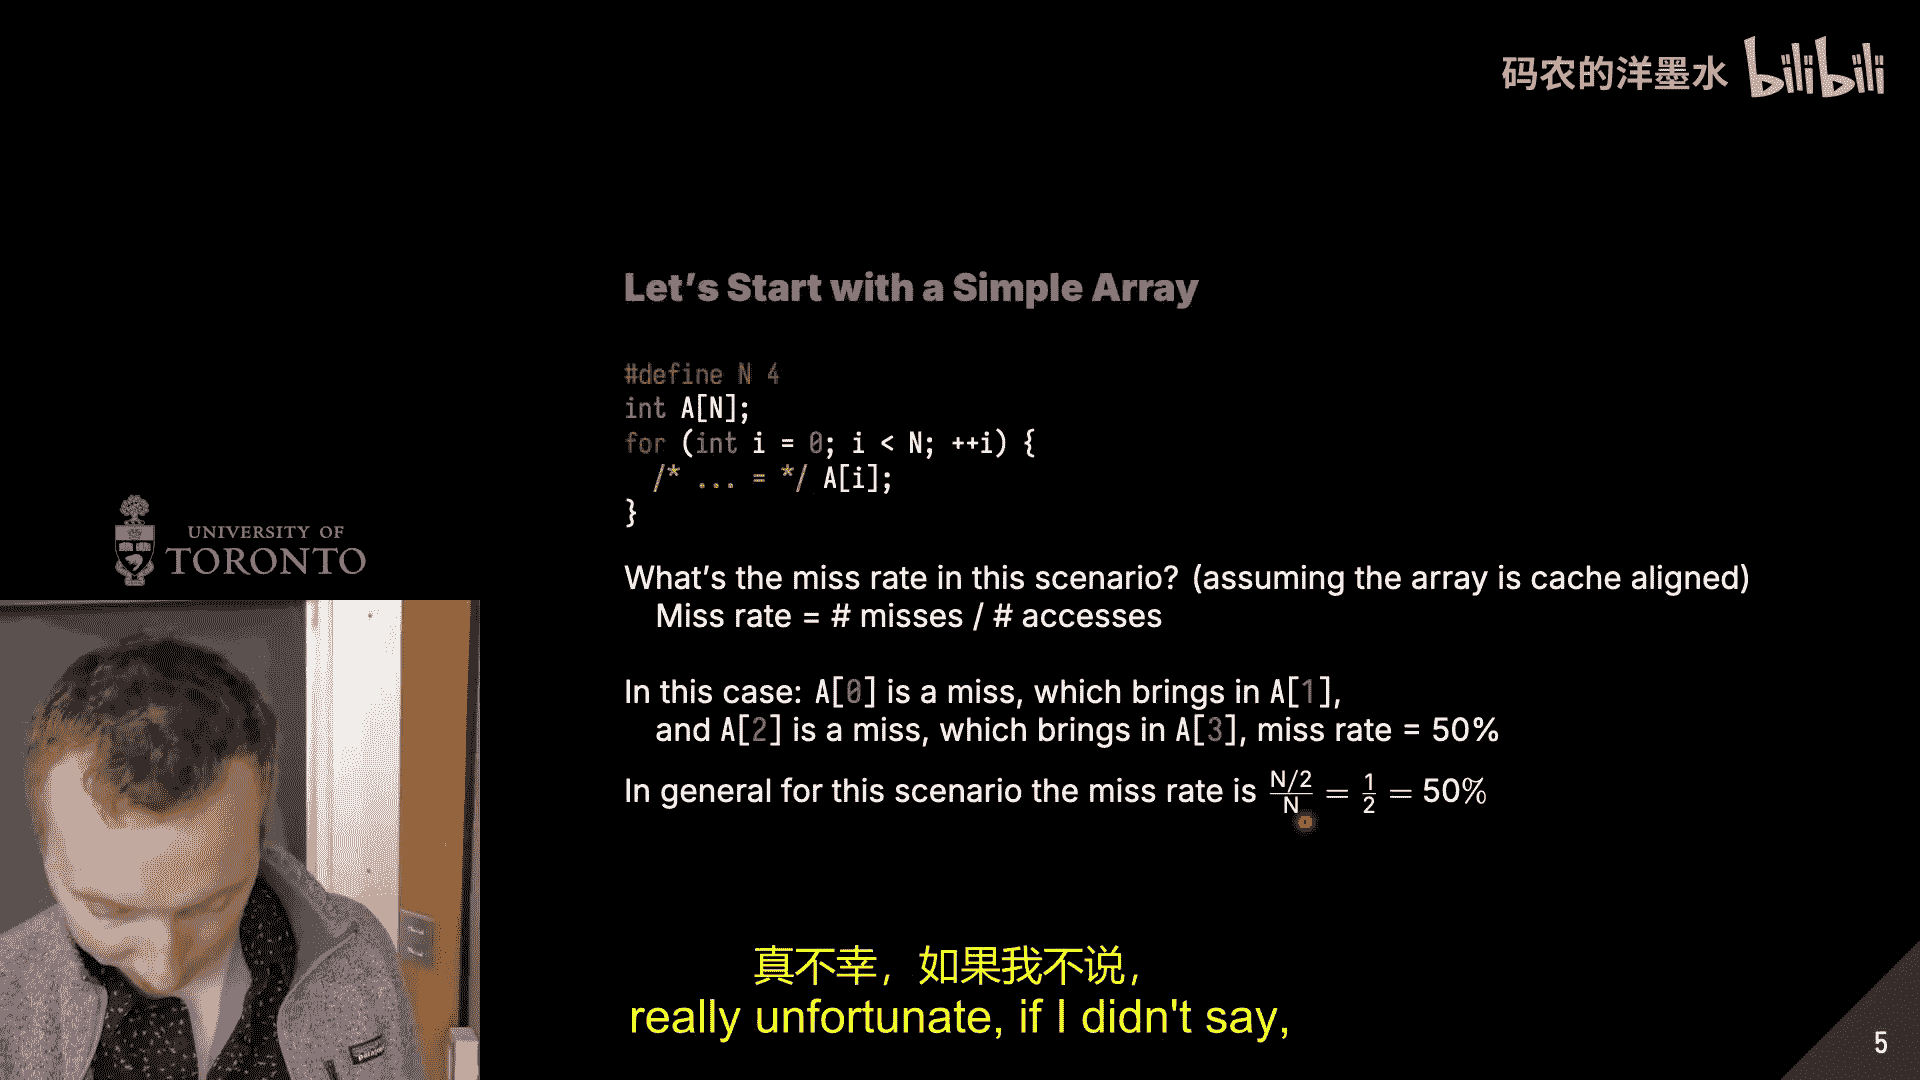 码农的洋墨水 bilibili
Let's Start with a Simple Array
#define N 4
int A[N];
for (int i = 0; i < N; ++i) {
/* ... = */ A[i];
}
UNIVERSITY OF
TORONTO
What's the miss rate in this scenario? (assuming the array is cache aligned)
Miss rate = # misses / # accesses
In this case: A[0] is a miss, which brings in A[1],
and A[2] is a miss, which brings in A[3], miss rate = 50%
In general for this scenario the miss rate is N/2 / N = 1/2 = 50%
真不幸，如果我不说，
really unfortunate, if I didn't say,
5